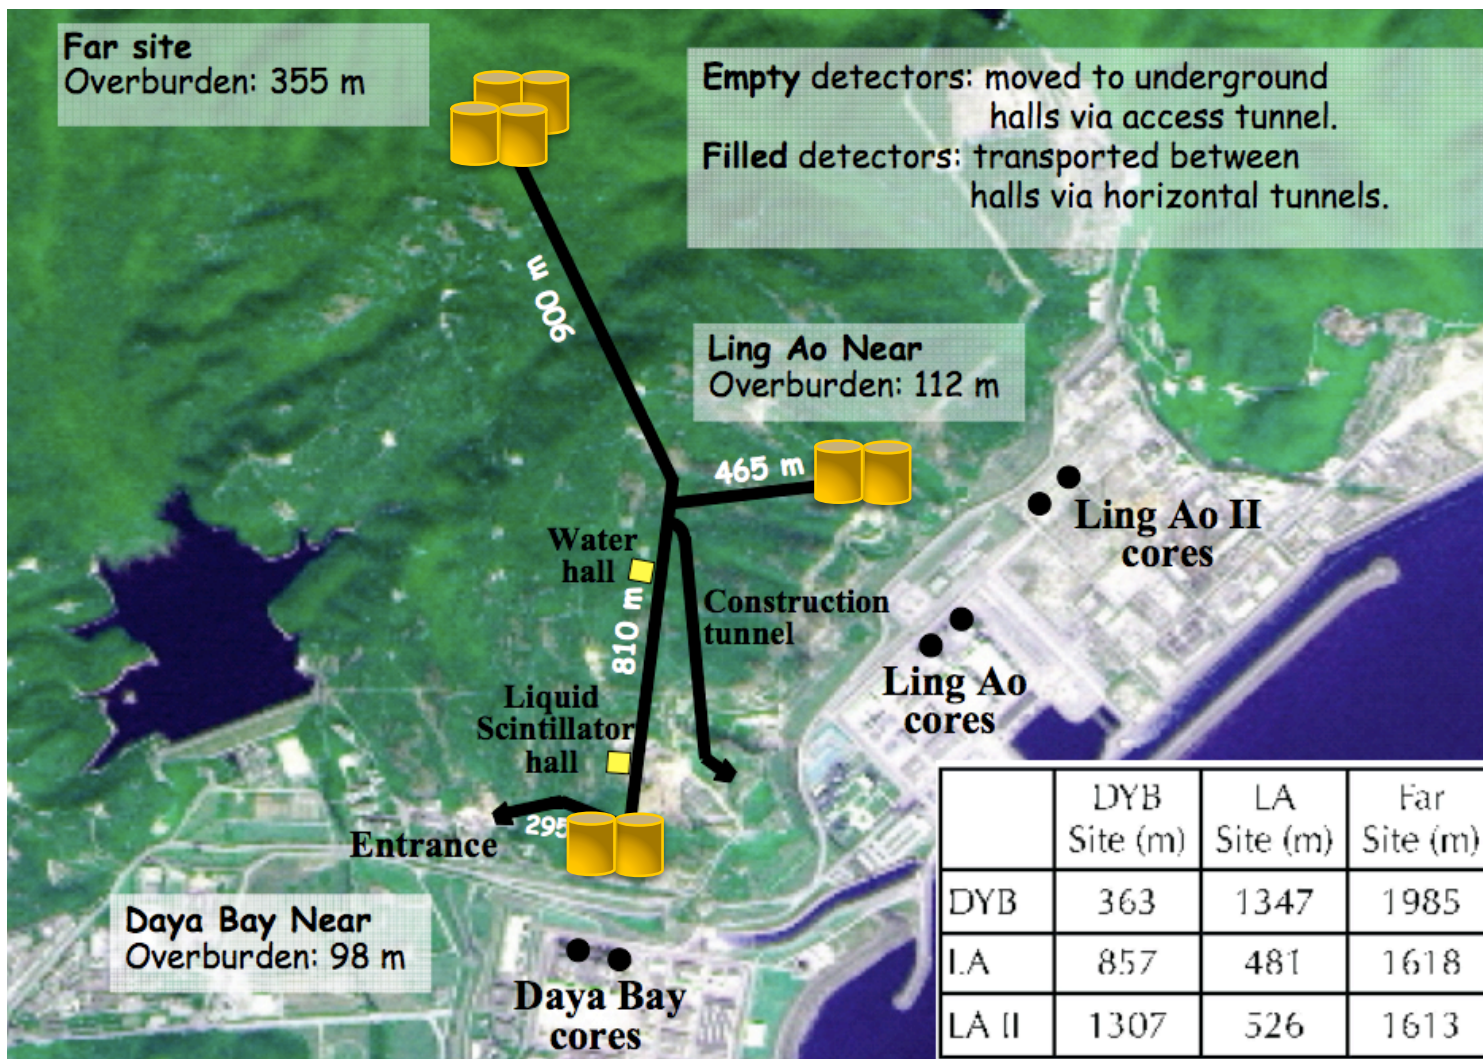 Far site
Overburden: 355 m
Empty detectors: moved to underground
halls via access tunnel.
Filled detectors: transported between
halls via horizontal tunnels.
900 m
Ling Ao Near
Overburden: 112 m
465 m
Ling Ao II
cores
Water
hall
810 m
Construction
tunnel
Ling Ao
cores
Liquid
Scintillator
hall
295
Entrance
Daya Bay Near
Overburden: 98 m
Daya Bay
cores
DYB Site (m) LA Site (m) Far Site (m)
DYB 363 1347 1985
LA 857 481 1618
LA II 1307 526 1613